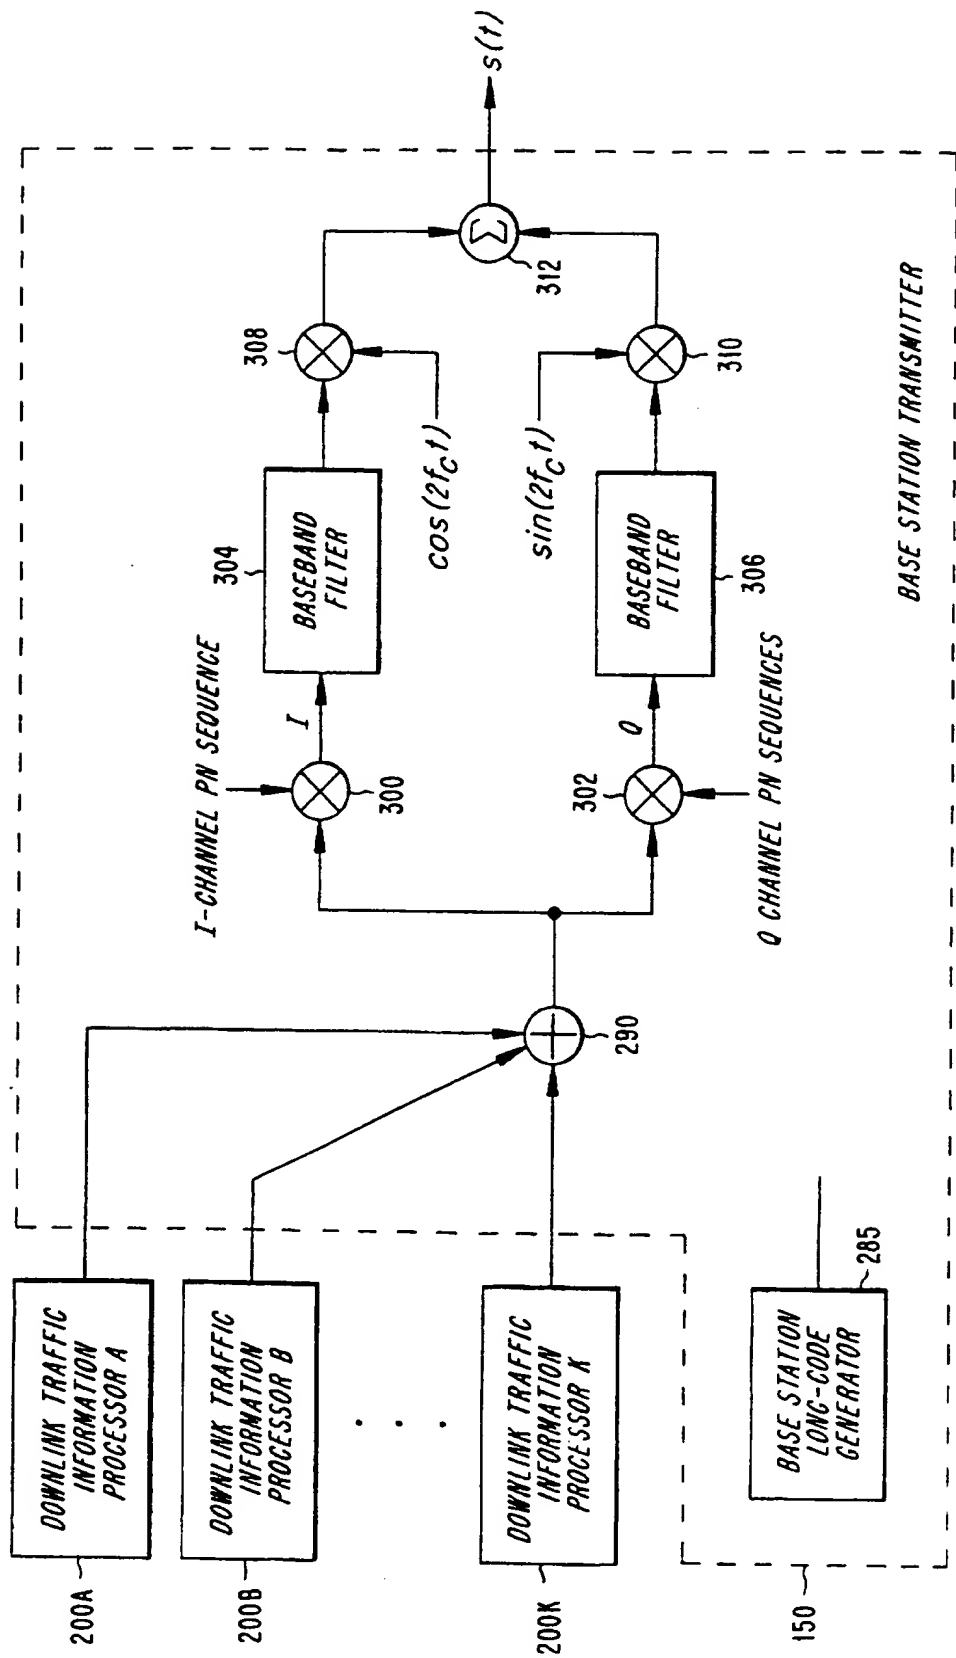 200A
DOWNLINK TRAFFIC
INFORMATION
PROCESSOR A
200B
DOWNLINK TRAFFIC
INFORMATION
PROCESSOR B
200K
DOWNLINK TRAFFIC
INFORMATION
PROCESSOR K
150
BASE STATION
LONG-CODE
GENERATOR
285
290
I-CHANNEL PN SEQUENCE
300
I
304
BASEBAND
FILTER
308
cos(2f_c t)
Σ
312
s(t)
Q CHANNEL PN SEQUENCES
302
Q
BASEBAND
FILTER
306
sin(2f_c t)
310
BASE STATION TRANSMITTER